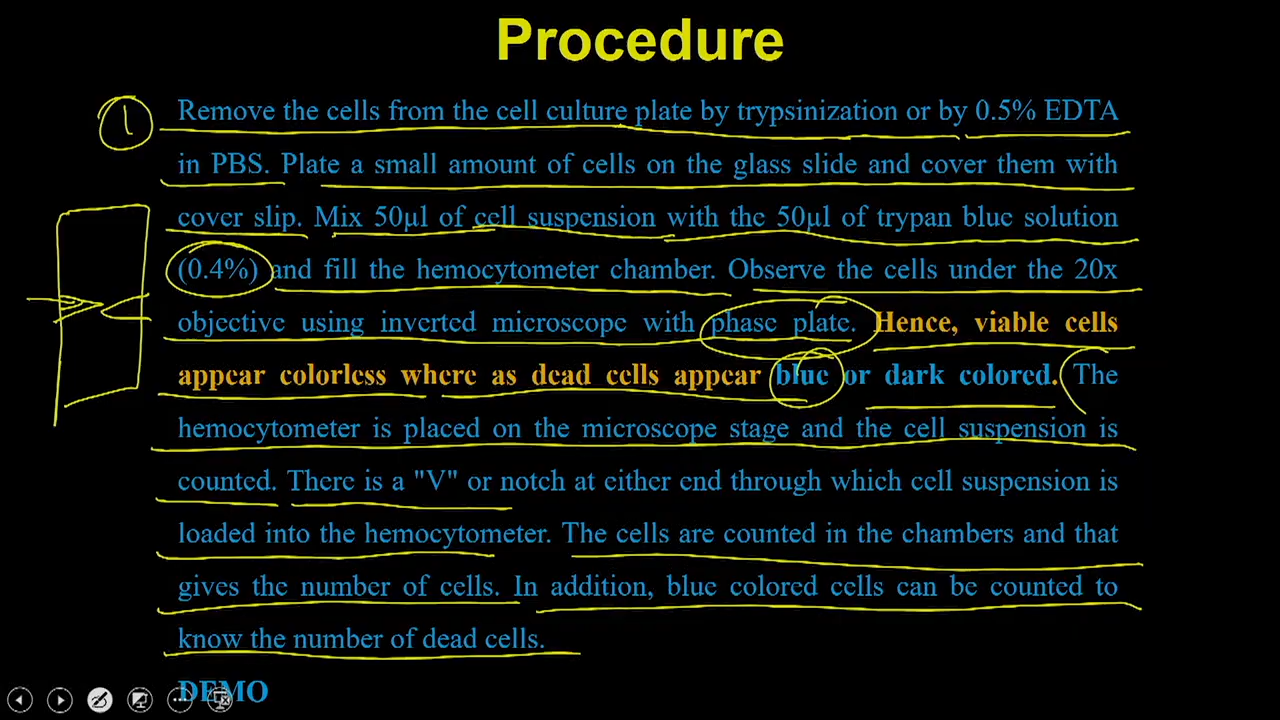 Procedure
1
Remove the cells from the cell culture plate by trypsinization or by 0.5% EDTA
in PBS. Plate a small amount of cells on the glass slide and cover them with
cover slip. Mix 50μl of cell suspension with the 50μl of trypan blue solution
(0.4%) and fill the hemocytometer chamber. Observe the cells under the 20x
objective using inverted microscope with phase plate. Hence, viable cells
appear colorless where as dead cells appear blue or dark colored. The
hemocytometer is placed on the microscope stage and the cell suspension is
counted. There is a "V" or notch at either end through which cell suspension is
loaded into the hemocytometer. The cells are counted in the chambers and that
gives the number of cells. In addition, blue colored cells can be counted to
know the number of dead cells.
DEMO